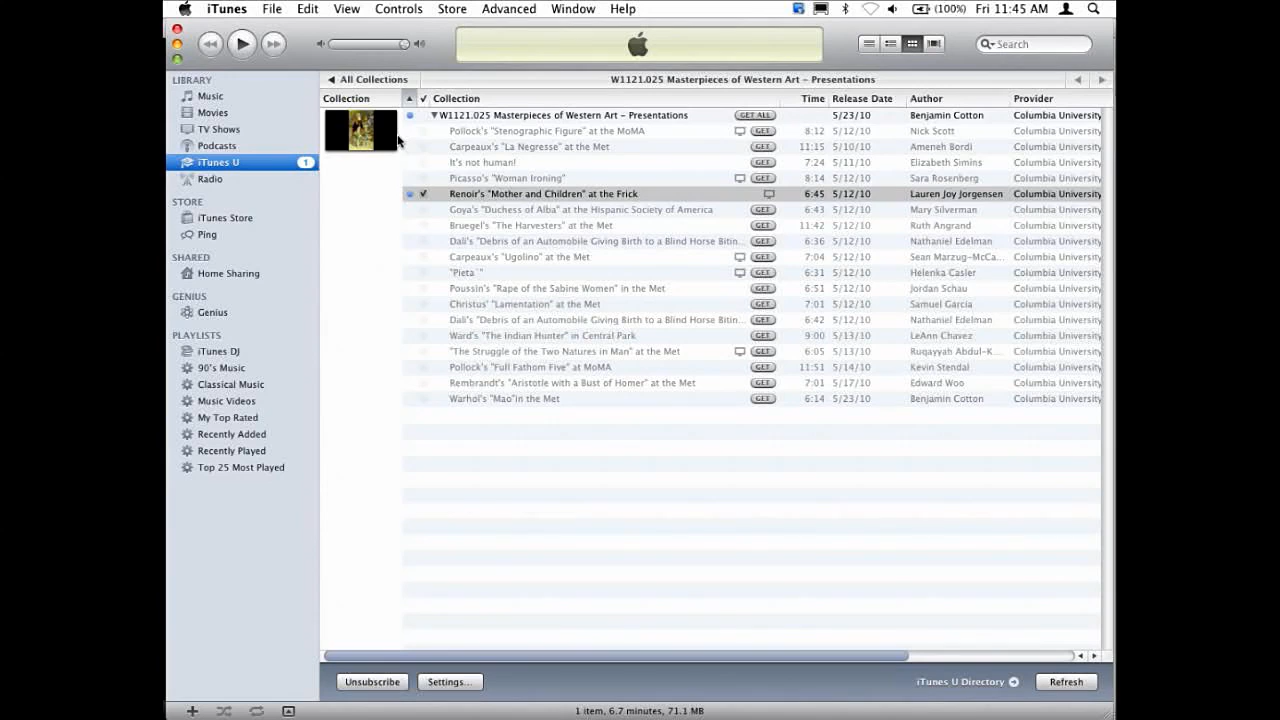 iTunes File Edit View Controls Store Advanced Window Help (100%) Fri 11:45 AM
Search
LIBRARY
Music
Movies
TV Shows
Podcasts
iTunes U 1
Radio
STORE
iTunes Store
Ping
SHARED
Home Sharing
GENIUS
Genius
PLAYLISTS
iTunes DJ
90's Music
Classical Music
Music Videos
My Top Rated
Recently Added
Recently Played
Top 25 Most Played
All Collections W1121.025 Masterpieces of Western Art – Presentations
Collection Collection Time Release Date Author Provider
W1121.025 Masterpieces of Western Art – Presentations GET ALL 5/23/10 Benjamin Cotton Columbia University
Pollock's "Stenographic Figure" at the MoMA GET 8:12 5/12/10 Nick Scott Columbia University
Carpeaux's "La Negresse" at the Met GET 11:15 5/10/10 Ameneh Bordi Columbia University
It's not human! GET 7:24 5/11/10 Elizabeth Simins Columbia University
Picasso's "Woman Ironing" GET 8:14 5/12/10 Sara Rosenberg Columbia University
Renoir's "Mother and Children" at the Frick 6:45 5/12/10 Lauren Joy Jorgensen Columbia University
Goya's "Duchess of Alba" at the Hispanic Society of America GET 6:43 5/12/10 Mary Silverman Columbia University
Bruegel's "The Harvesters" at the Met GET 11:42 5/12/10 Ruth Angrand Columbia University
Dali's "Debris of an Automobile Giving Birth to a Blind Horse Bitin... GET 6:36 5/12/10 Nathaniel Edelman Columbia University
Carpeaux's "Ugolino" at the Met GET 7:04 5/12/10 Sean Marzug-McCa... Columbia University
"Pieta`" GET 6:31 5/12/10 Helenka Casler Columbia University
Poussin's "Rape of the Sabine Women" in the Met GET 6:51 5/12/10 Jordan Schau Columbia University
Christus' "Lamentation" at the Met GET 7:01 5/12/10 Samuel Garcia Columbia University
Dali's "Debris of an Automobile Giving Birth to a Blind Horse Bitin... GET 6:42 5/12/10 Nathaniel Edelman Columbia University
Ward's "The Indian Hunter" in Central Park GET 9:00 5/13/10 LeAnn Chavez Columbia University
"The Struggle of the Two Natures in Man" at the Met GET 6:05 5/13/10 Ruqayyah Abdul-K... Columbia University
Pollock's "Full Fathom Five" at MoMA GET 11:51 5/14/10 Kevin Stendal Columbia University
Rembrandt's "Aristotle with a Bust of Homer" at the Met GET 7:01 5/17/10 Edward Woo Columbia University
Warhol's "Mao"in the Met GET 6:14 5/23/10 Benjamin Cotton Columbia University
Unsubscribe Settings... iTunes U Directory Refresh
1 item, 6.7 minutes, 71.1 MB